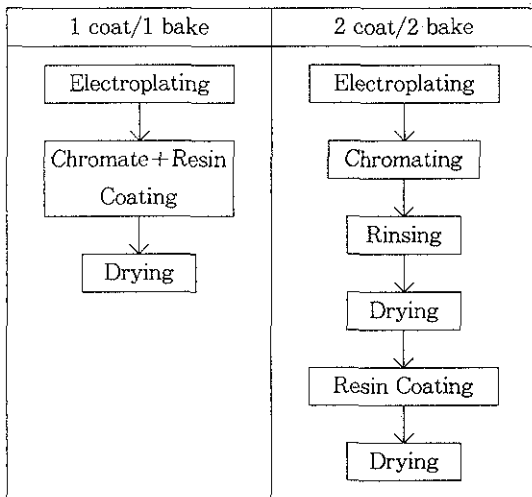 1 coat/1 bake
Electroplating
Chromate+Resin
Coating
Drying
2 coat/2 bake
Electroplating
Chromating
Rinsing
Drying
Resin Coating
Drying